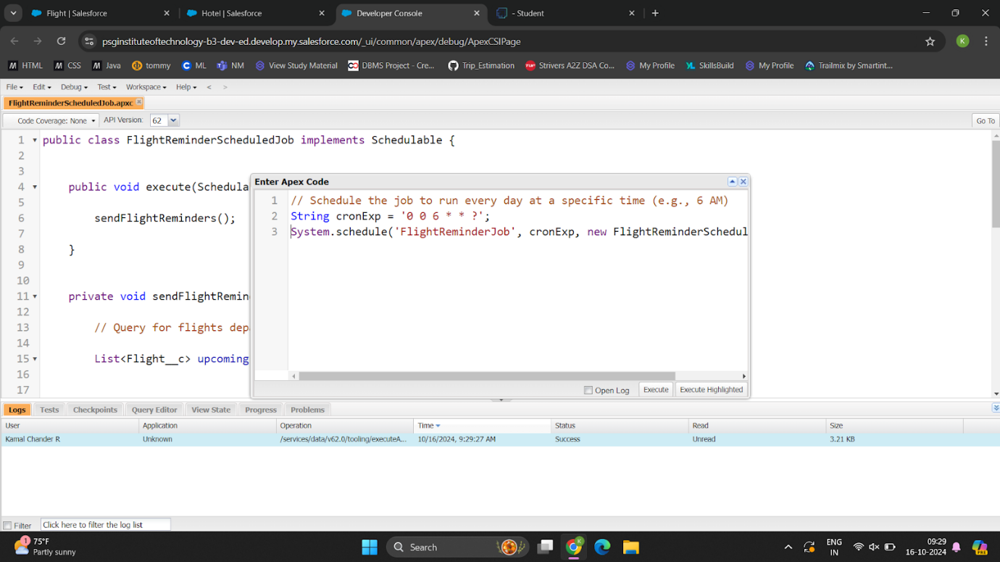 Flight | Salesforce
Hotel | Salesforce
Developer Console
- Student
psginstituteoftechnology-b3-dev-ed.develop.my.salesforce.com/_ui/common/apex/debug/ApexCSIPage
K
HTML
CSS
Java
tommy
ML
NM
View Study Material
DBMS Project - Cre...
Trip_Estimation
Strivers A2Z DSA Co...
My Profile
SkillsBuild
My Profile
Trailmix by Smartint...
File Edit Debug Test Workspace Help < >
FlightReminderScheduledJob.apxc
Code Coverage: None API Version: 62 Go To
1 public class FlightReminderScheduledJob implements Schedulable {
2
3
4 public void execute(Schedula
5
6 sendFlightReminders();
7
8 }
9
10
11 private void sendFlightRemin
12
13 // Query for flights dep
14
15 List<Flight__c> upcoming
16
17
Enter Apex Code
1 // Schedule the job to run every day at a specific time (e.g., 6 AM)
2 String cronExp = '0 0 6 * * ?';
3 System.schedule('FlightReminderJob', cronExp, new FlightReminderSchedul
Open Log Execute Execute Highlighted
Logs Tests Checkpoints Query Editor View State Progress Problems
User Application Operation Time Status Read Size
Kamal Chander R Unknown /services/data/v62.0/tooling/executeA... 10/16/2024, 9:29:27 AM Success Unread 3.21 KB
Filter Click here to filter the log list
1
75°F
Partly sunny
Search
K
ENG
IN
09:29
16-10-2024
PRE